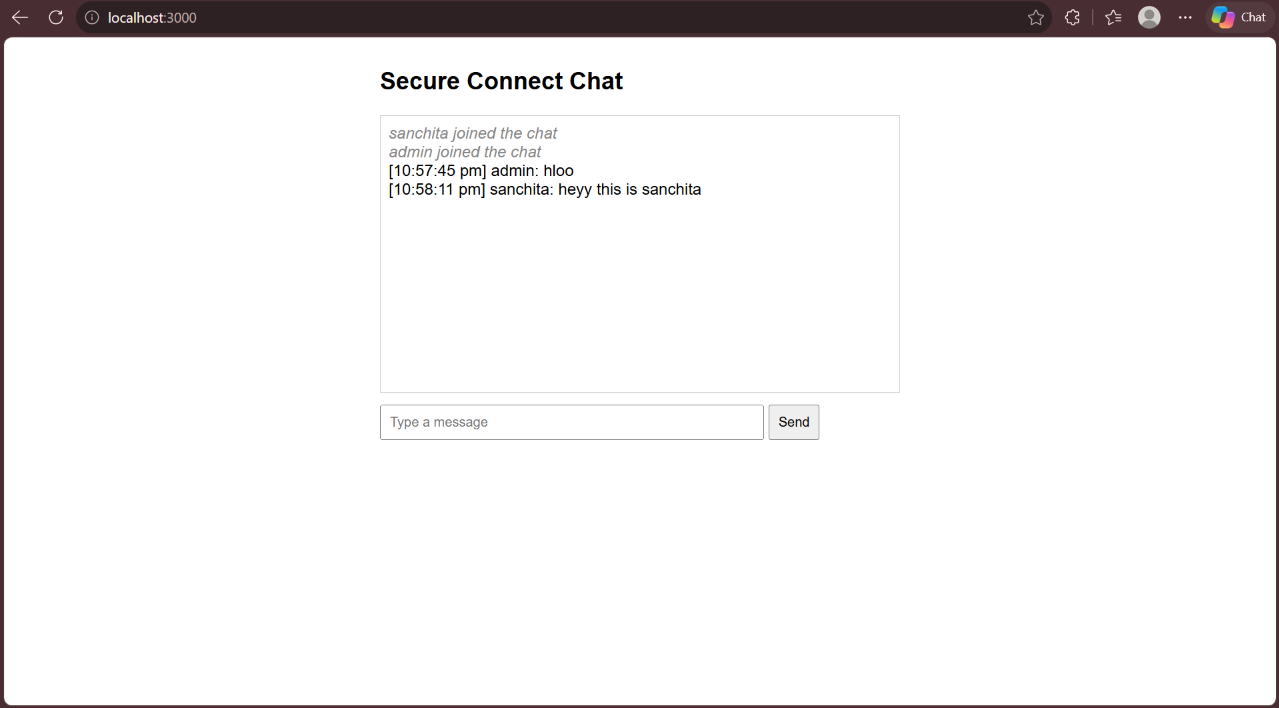 localhost:3000
Chat
Secure Connect Chat
sanchita joined the chat
admin joined the chat
[10:57:45 pm] admin: hloo
[10:58:11 pm] sanchita: heyy this is sanchita
Type a message
Send